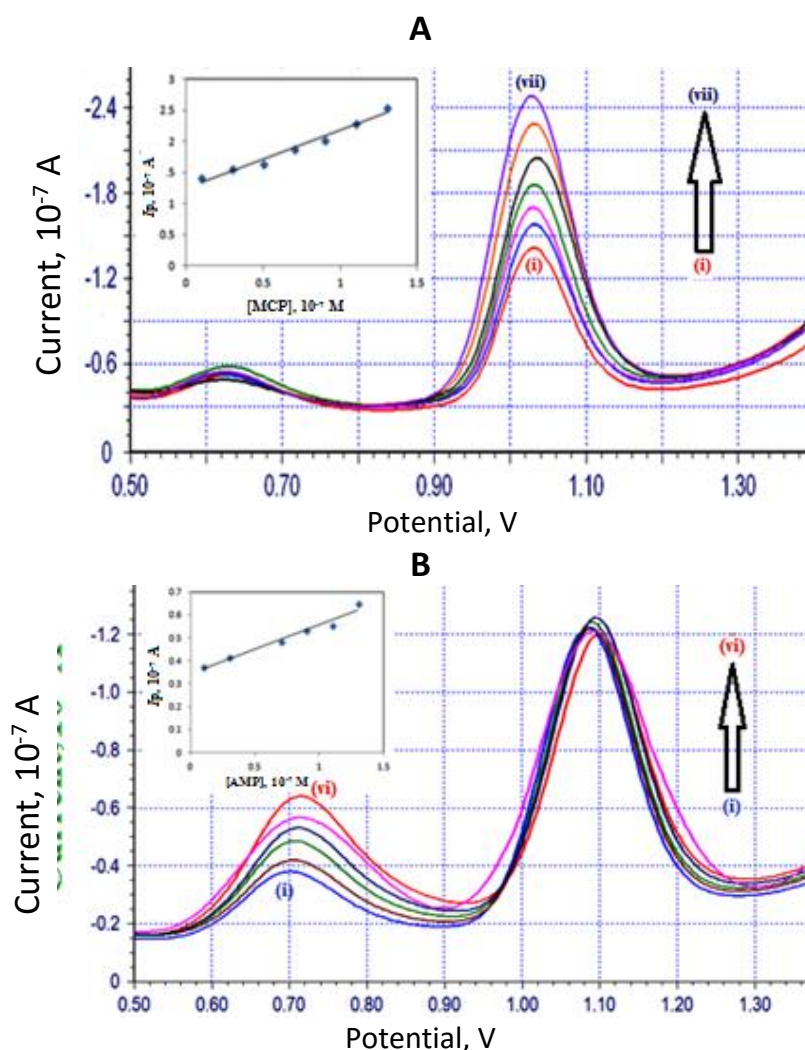 A
Current, 10⁻⁷ A
-2.4
-1.8
-1.2
-0.6
0
0.50 0.70 0.90 1.10 1.30
Potential, V
Ip, 10⁻⁷ A
3
2.5
2
1.5
1
0.5
0
0 0.5 1 1.5
[MCP], 10⁻⁷ M
(vii)
(i)
(vii)
(i)
B
Current, 10⁻⁷ A
-1.2
-1.0
-0.8
-0.6
-0.4
-0.2
0
0.50 0.60 0.70 0.80 0.90 1.00 1.10 1.20 1.30
Potential, V
Ip, 10⁻⁷ A
0.7
0.6
0.5
0.4
0.3
0.2
0.1
0
0 0.5 1 1.5
[AMP], 10⁻⁷ M
(vi)
(i)
(vi)
(i)